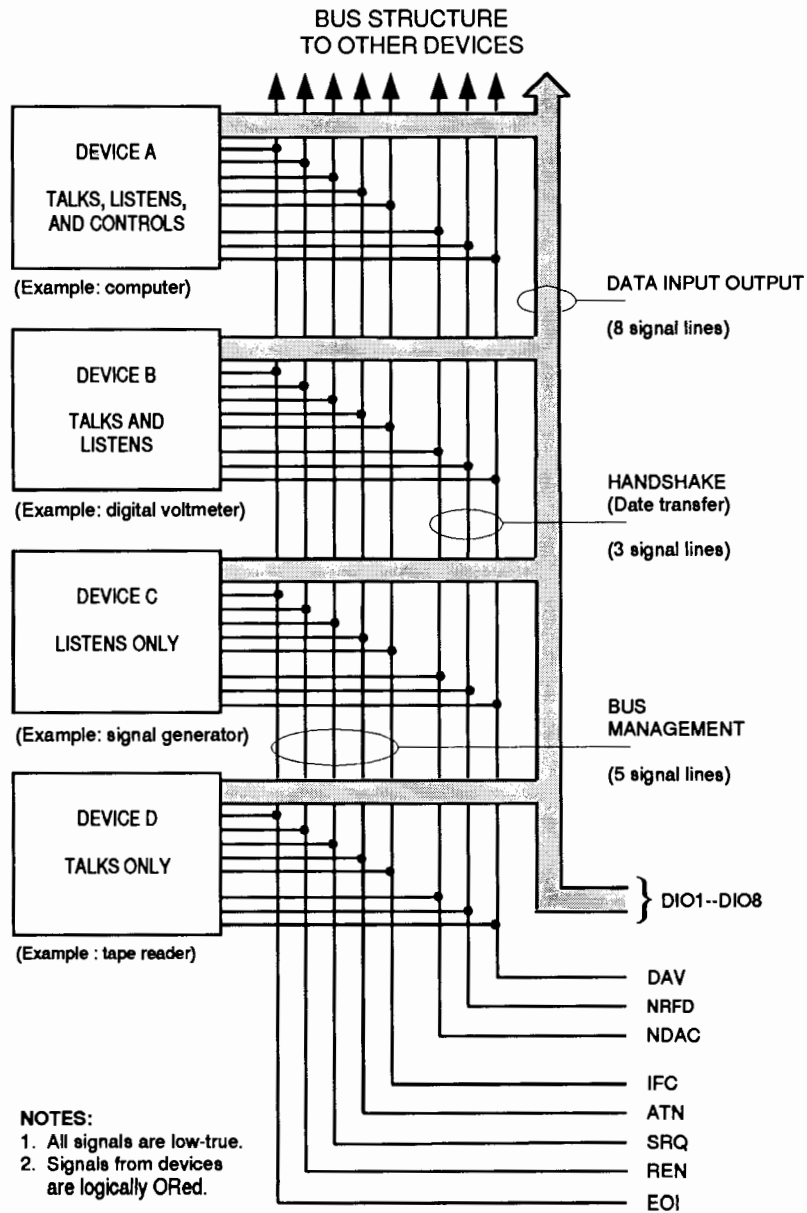 BUS STRUCTURE
TO OTHER DEVICES
DEVICE A
TALKS, LISTENS,
AND CONTROLS
(Example: computer)
DATA INPUT OUTPUT
(8 signal lines)
DEVICE B
TALKS AND
LISTENS
(Example: digital voltmeter)
HANDSHAKE
(Date transfer)
(3 signal lines)
DEVICE C
LISTENS ONLY
(Example: signal generator)
BUS
MANAGEMENT
(5 signal lines)
DEVICE D
TALKS ONLY
(Example : tape reader)
DIO1--DIO8
DAV
NRFD
NDAC
IFC
ATN
SRQ
REN
EOI
NOTES:
1. All signals are low-true.
2. Signals from devices
are logically ORed.